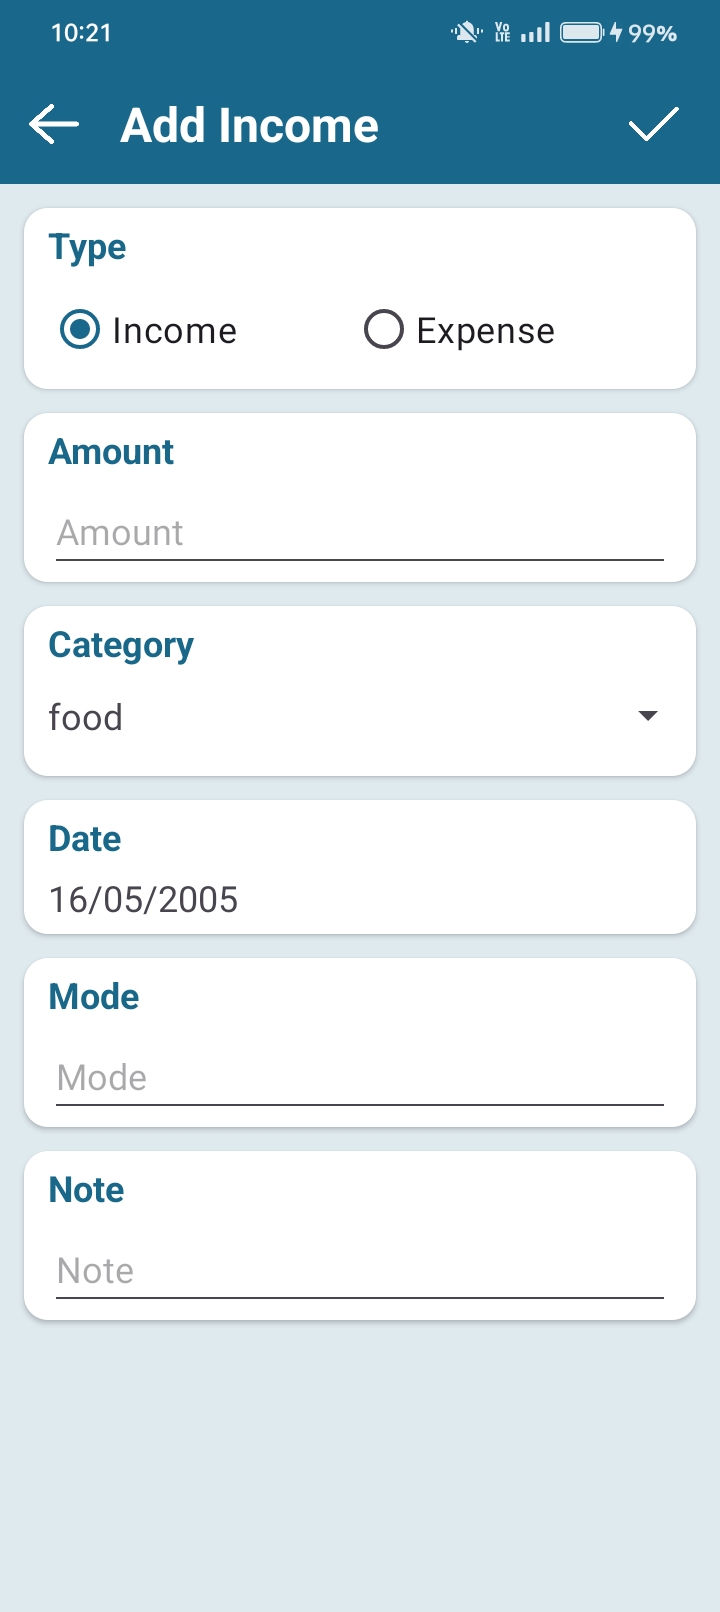 10:21 Vo LTE 99%
Add Income
Type
Income Expense
Amount
Amount
Category
food
Date
16/05/2005
Mode
Mode
Note
Note